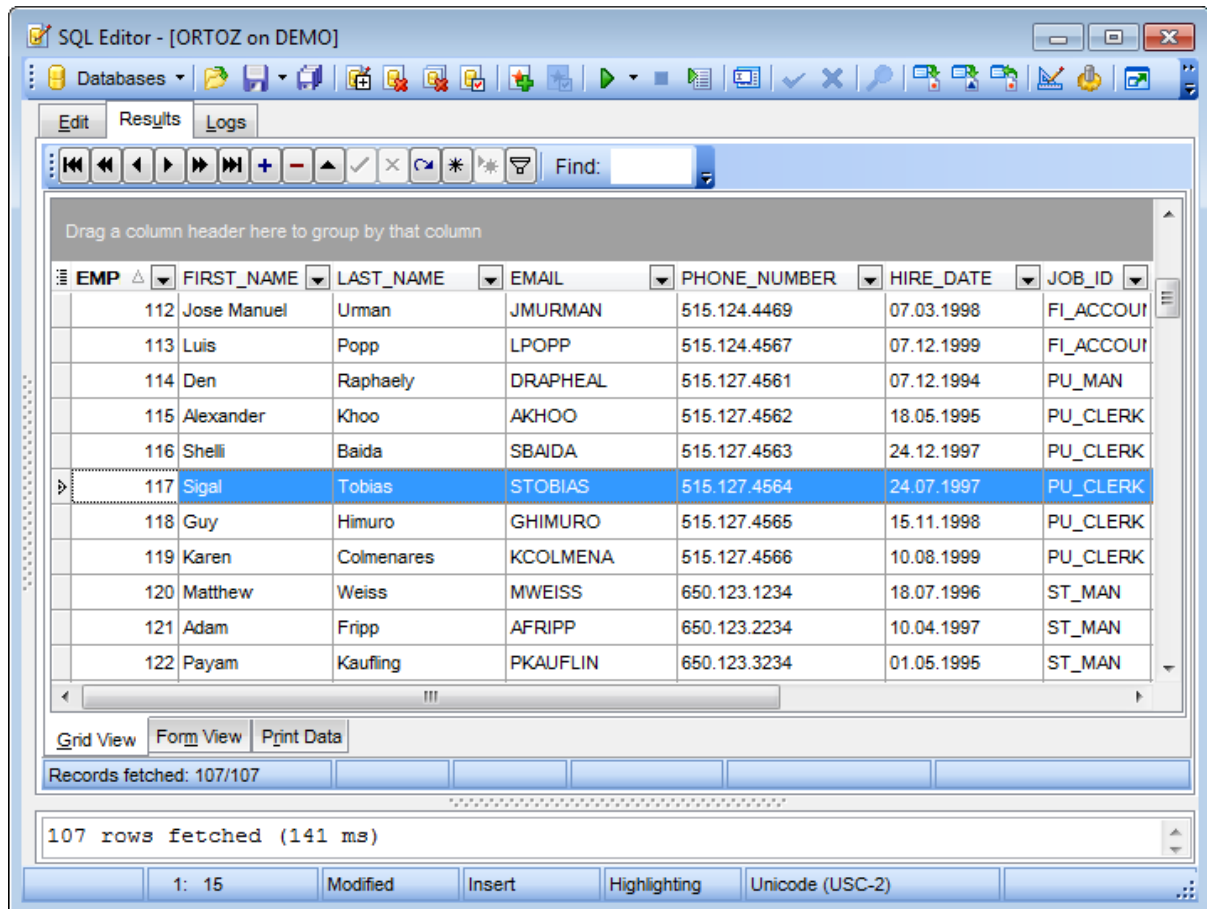 SQL Editor - [ORTOZ on DEMO]
Databases
Edit Results Logs
Find:
Drag a column header here to group by that column
EMP FIRST_NAME LAST_NAME EMAIL PHONE_NUMBER HIRE_DATE JOB_ID
112 Jose Manuel Urman JMURMAN 515.124.4469 07.03.1998 FI_ACCOUN
113 Luis Popp LPOPP 515.124.4567 07.12.1999 FI_ACCOUN
114 Den Raphaely DRAPHEAL 515.127.4561 07.12.1994 PU_MAN
115 Alexander Khoo AKHOO 515.127.4562 18.05.1995 PU_CLERK
116 Shelli Baida SBAIDA 515.127.4563 24.12.1997 PU_CLERK
117 Sigal Tobias STOBIAS 515.127.4564 24.07.1997 PU_CLERK
118 Guy Himuro GHIMURO 515.127.4565 15.11.1998 PU_CLERK
119 Karen Colmenares KCOLMENA 515.127.4566 10.08.1999 PU_CLERK
120 Matthew Weiss MWEISS 650.123.1234 18.07.1996 ST_MAN
121 Adam Fripp AFRIPP 650.123.2234 10.04.1997 ST_MAN
122 Payam Kaufling PKAUFLIN 650.123.3234 01.05.1995 ST_MAN
Grid View Form View Print Data
Records fetched: 107/107
107 rows fetched (141 ms)
1: 15 Modified Insert Highlighting Unicode (USC-2)